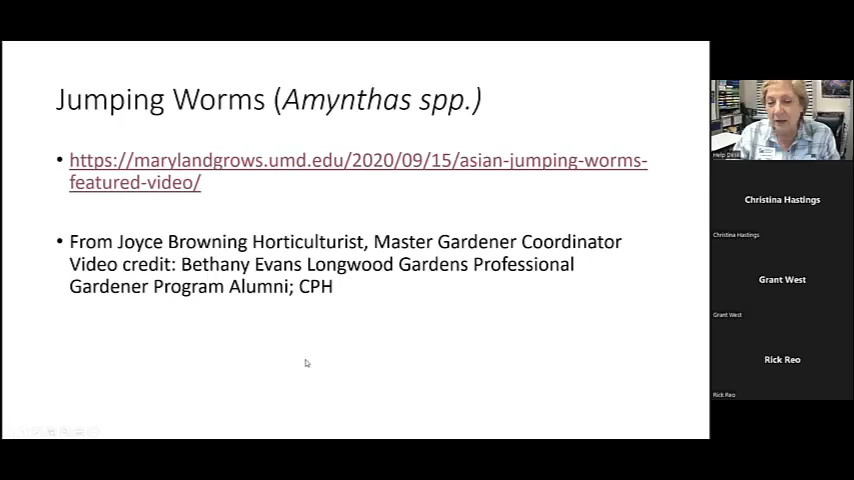 Jumping Worms (Amynthas spp.)
• https://marylandgrows.umd.edu/2020/09/15/asian-jumping-worms-
featured-video/
• From Joyce Browning Horticulturist, Master Gardener Coordinator
Video credit: Bethany Evans Longwood Gardens Professional
Gardener Program Alumni; CPH
Help Desk
Christina Hastings
Christina Hastings
Grant West
Grant West
Rick Reo
Rick Reo